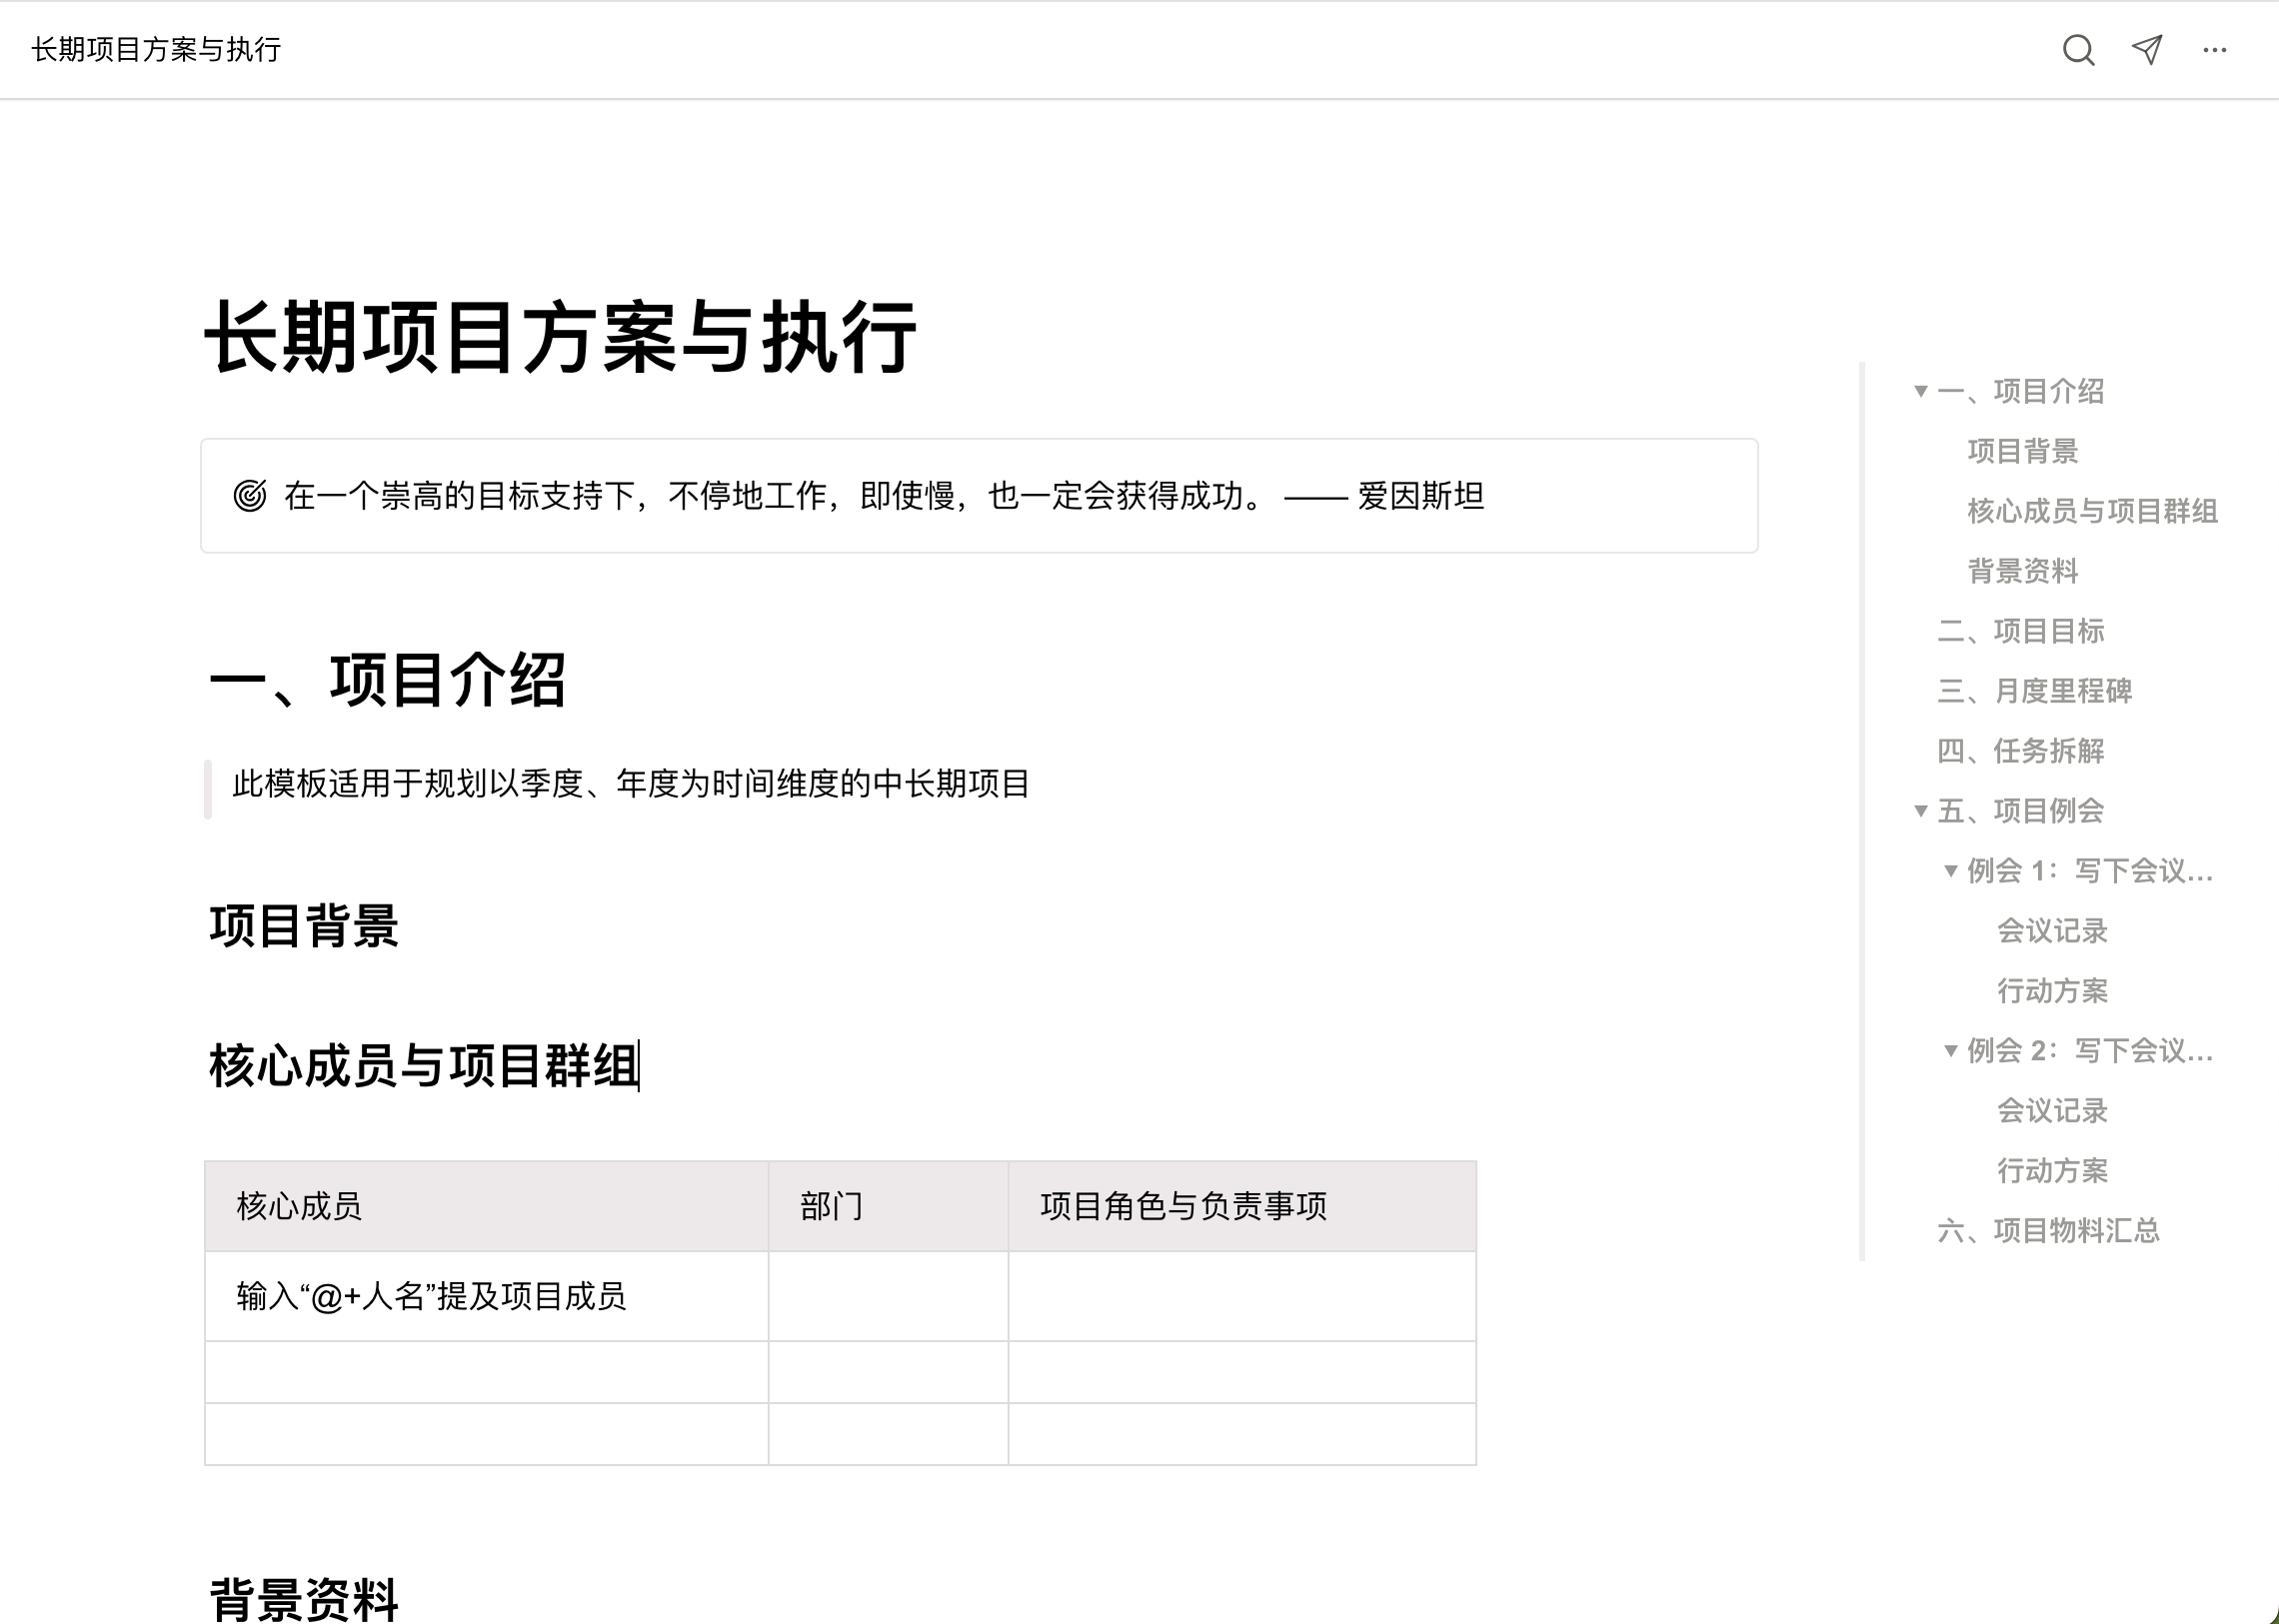 长期项目方案与执行
长期项目方案与执行
在一个崇高的目标支持下，不停地工作，即使慢，也一定会获得成功。 —— 爱因斯坦
一、项目介绍
此模板适用于规划以季度、年度为时间维度的中长期项目
项目背景
核心成员与项目群组
核心成员
部门
项目角色与负责事项
输入“@+人名”提及项目成员
背景资料
一、项目介绍
项目背景
核心成员与项目群组
背景资料
二、项目目标
三、月度里程碑
四、任务拆解
五、项目例会
例会 1：写下会议...
会议记录
行动方案
例会 2：写下会议...
会议记录
行动方案
六、项目物料汇总